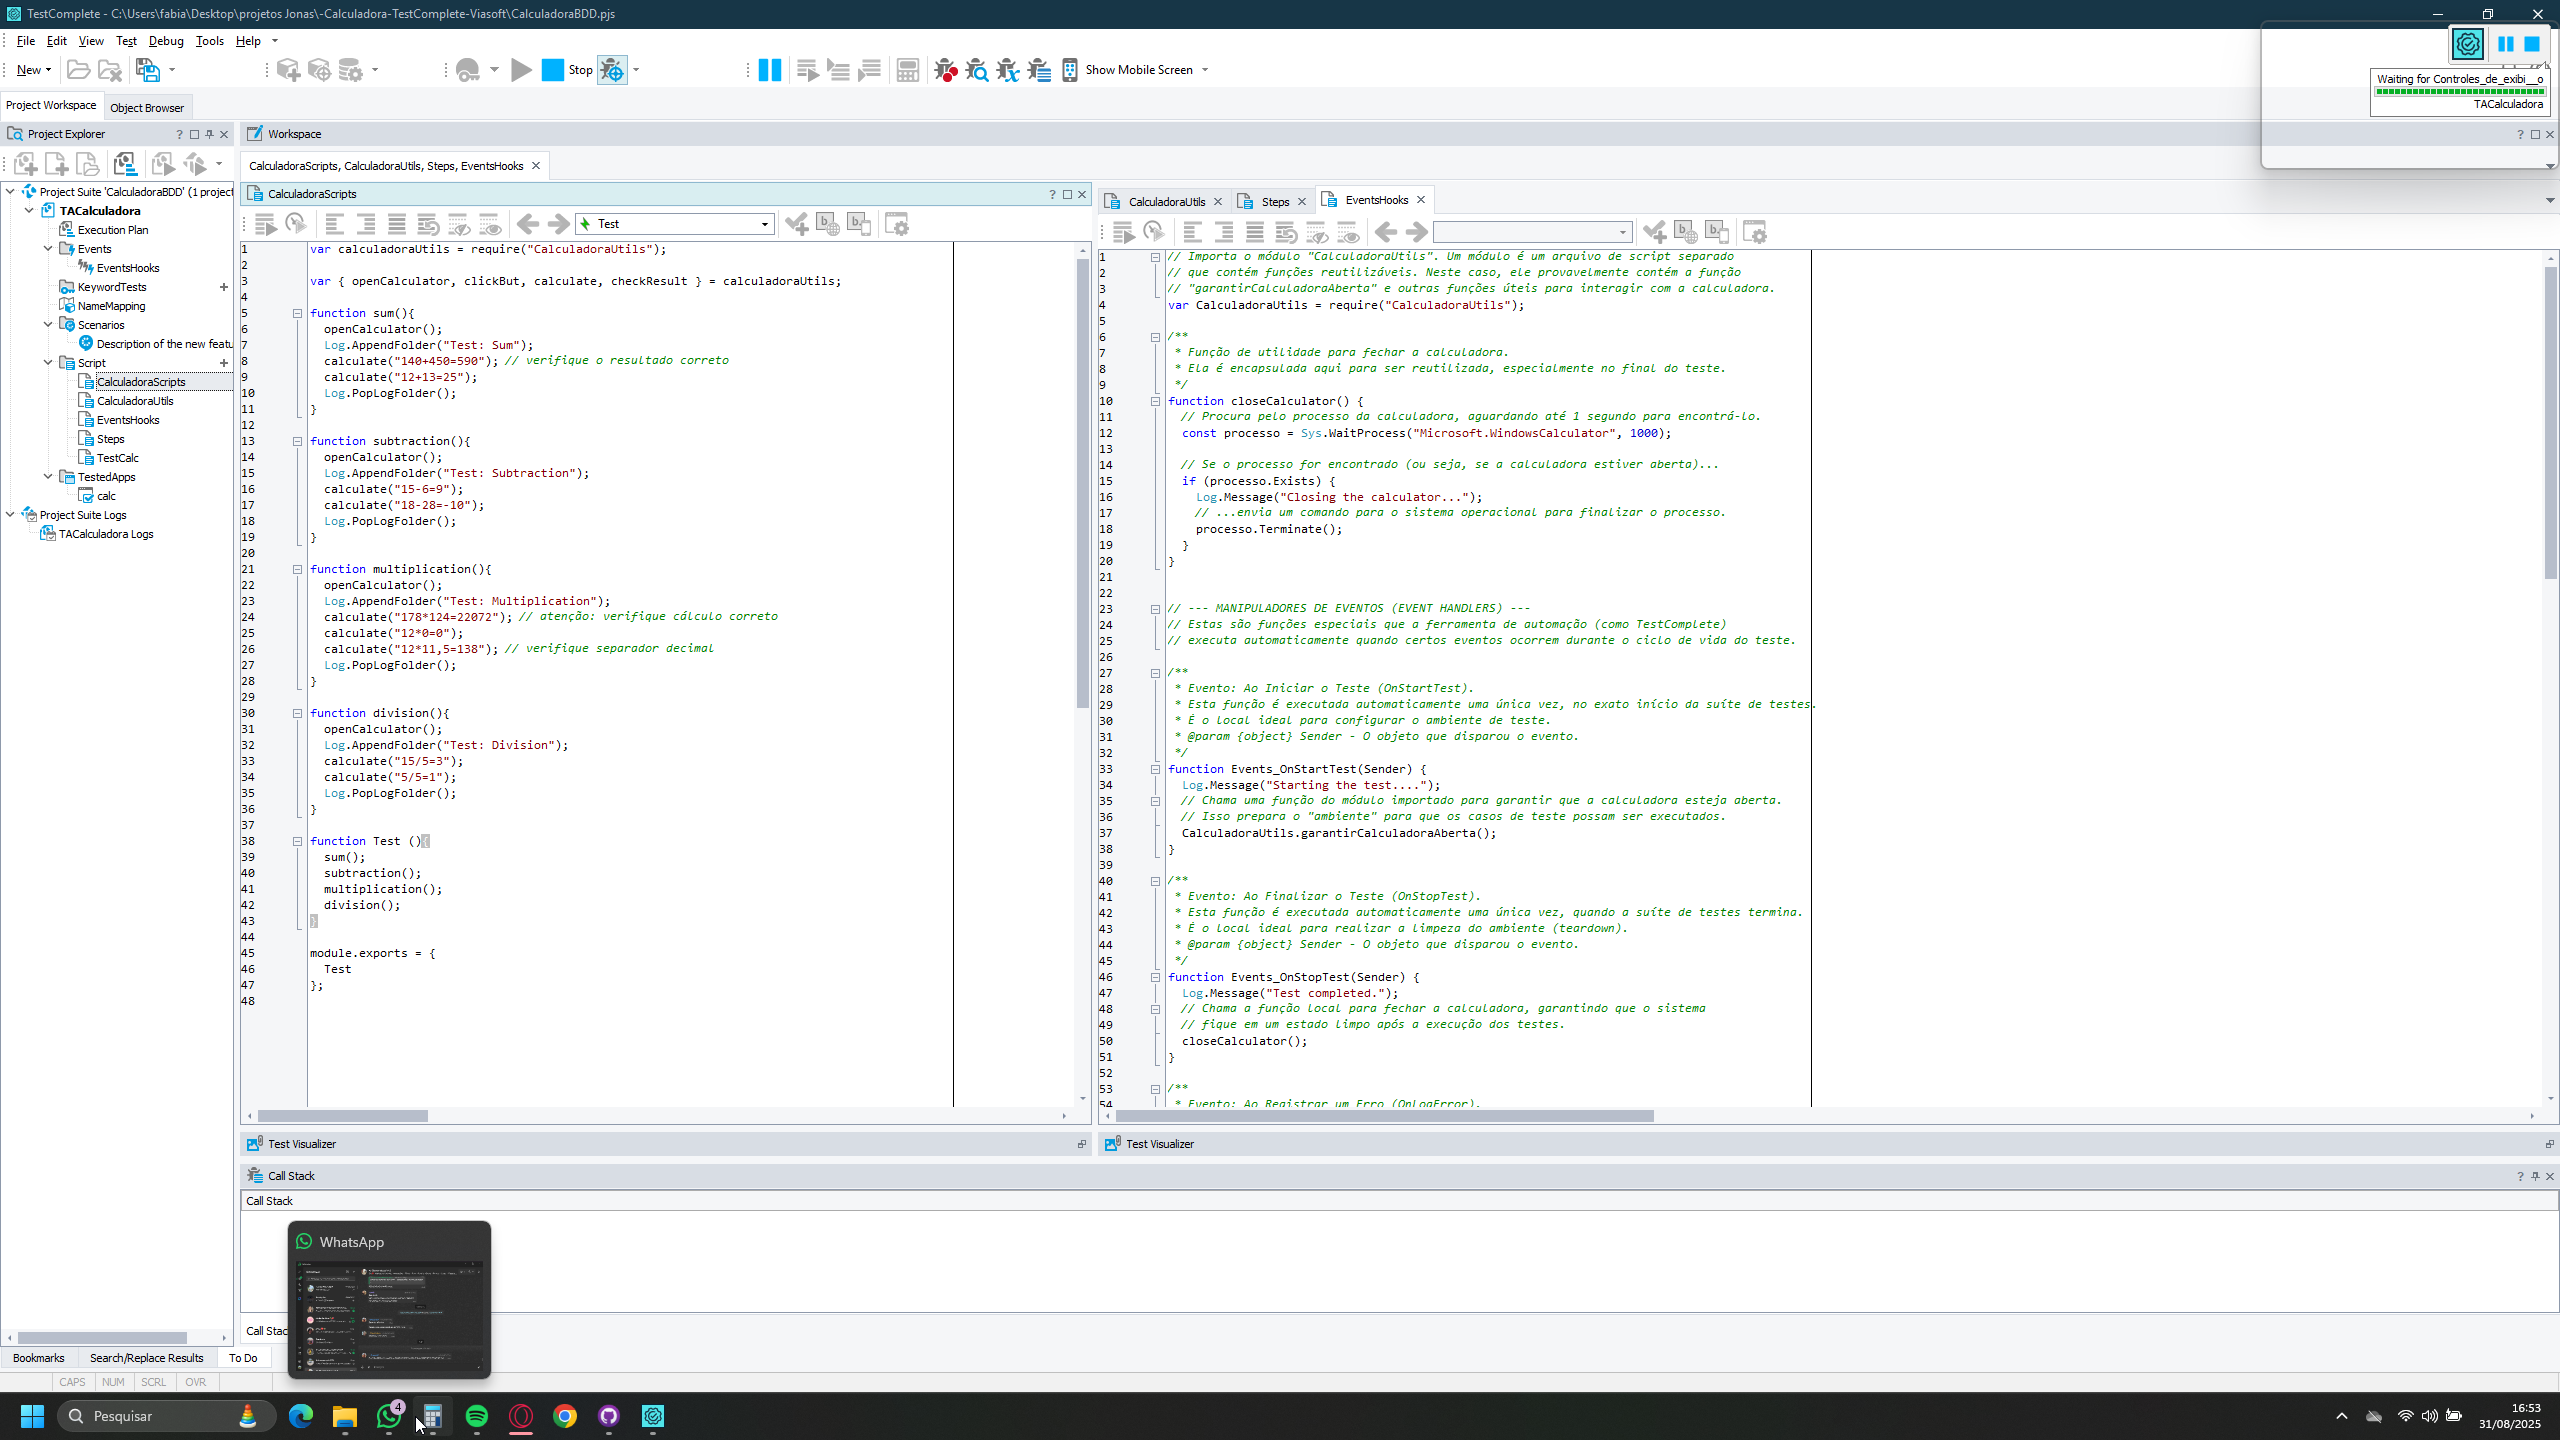 TestComplete - C:\Users\fabia\Desktop\projetos Jonas\-Calculadora-TestComplete-Viasoft\CalculadoraBDD.pjs
File Edit View Test Debug Tools Help
New Stop Show Mobile Screen
Waiting for Controles_de_exibi__o
TACalculadora
Project Workspace Object Browser
Project Explorer
Project Suite 'CalculadoraBDD' (1 project
TACalculadora
Execution Plan
Events
EventsHooks
KeywordTests
NameMapping
Scenarios
Description of the new featu
Script
CalculadoraScripts
CalculadoraUtils
EventsHooks
Steps
TestCalc
TestedApps
calc
Project Suite Logs
TACalculadora Logs
Workspace
CalculadoraScripts, CalculadoraUtils, Steps, EventsHooks
CalculadoraScripts
Test
1 var calculadoraUtils = require("CalculadoraUtils");
2
3 var { openCalculator, clickBut, calculate, checkResult } = calculadoraUtils;
4
5 function sum(){
6 openCalculator();
7 Log.AppendFolder("Test: Sum");
8 calculate("140+450=590"); // verifique o resultado correto
9 calculate("12+13=25");
10 Log.PopLogFolder();
11 }
12
13 function subtraction(){
14 openCalculator();
15 Log.AppendFolder("Test: Subtraction");
16 calculate("15-6=9");
17 calculate("18-28=-10");
18 Log.PopLogFolder();
19 }
20
21 function multiplication(){
22 openCalculator();
23 Log.AppendFolder("Test: Multiplication");
24 calculate("178*124=22072"); // atenção: verifique cálculo correto
25 calculate("12*0=0");
26 calculate("12*11,5=138"); // verifique separador decimal
27 Log.PopLogFolder();
28 }
29
30 function division(){
31 openCalculator();
32 Log.AppendFolder("Test: Division");
33 calculate("15/5=3");
34 calculate("5/5=1");
35 Log.PopLogFolder();
36 }
37
38 function Test (){
39 sum();
40 subtraction();
41 multiplication();
42 division();
43 }
44
45 module.exports = {
46 Test
47 };
48
CalculadoraUtils Steps EventsHooks
1 // Importa o módulo "CalculadoraUtils". Um módulo é um arquivo de script separado
2 // que contém funções reutilizáveis. Neste caso, ele provavelmente contém a função
3 // "garantirCalculadoraAberta" e outras funções úteis para interagir com a calculadora.
4 var CalculadoraUtils = require("CalculadoraUtils");
5
6 /**
7 * Função de utilidade para fechar a calculadora.
8 * Ela é encapsulada aqui para ser reutilizada, especialmente no final do teste.
9 */
10 function closeCalculator() {
11 // Procura pelo processo da calculadora, aguardando até 1 segundo para encontrá-lo.
12 const processo = Sys.WaitProcess("Microsoft.WindowsCalculator", 1000);
13
14 // Se o processo for encontrado (ou seja, se a calculadora estiver aberta)...
15 if (processo.Exists) {
16 Log.Message("Closing the calculator...");
17 // ...envia um comando para o sistema operacional para finalizar o processo.
18 processo.Terminate();
19 }
20 }
21
22
23 // --- MANIPULADORES DE EVENTOS (EVENT HANDLERS) ---
24 // Estas são funções especiais que a ferramenta de automação (como TestComplete)
25 // executa automaticamente quando certos eventos ocorrem durante o ciclo de vida do teste.
26
27 /**
28 * Evento: Ao Iniciar o Teste (OnStartTest).
29 * Esta função é executada automaticamente uma única vez, no exato início da suíte de testes.
30 * É o local ideal para configurar o ambiente de teste.
31 * @param {object} Sender - O objeto que disparou o evento.
32 */
33 function Events_OnStartTest(Sender) {
34 Log.Message("Starting the test....");
35 // Chama uma função do módulo importado para garantir que a calculadora esteja aberta.
36 // Isso prepara o "ambiente" para que os casos de teste possam ser executados.
37 CalculadoraUtils.garantirCalculadoraAberta();
38 }
39
40 /**
41 * Evento: Ao Finalizar o Teste (OnStopTest).
42 * Esta função é executada automaticamente uma única vez, quando a suíte de testes termina.
43 * É o local ideal para realizar a limpeza do ambiente (teardown).
44 * @param {object} Sender - O objeto que disparou o evento.
45 */
46 function Events_OnStopTest(Sender) {
47 Log.Message("Test completed.");
48 // Chama a função local para fechar a calculadora, garantindo que o sistema
49 // fique em um estado limpo após a execução dos testes.
50 closeCalculator();
51 }
52
53 /**
54 * Evento: Ao Registrar um Erro (OnLogError).
Test Visualizer
Test Visualizer
Call Stack
Call Stack
WhatsApp
Call Stac
Bookmarks Search/Replace Results To Do
CAPS NUM SCRL OVR
Pesquisar
4
16:53
31/08/2025